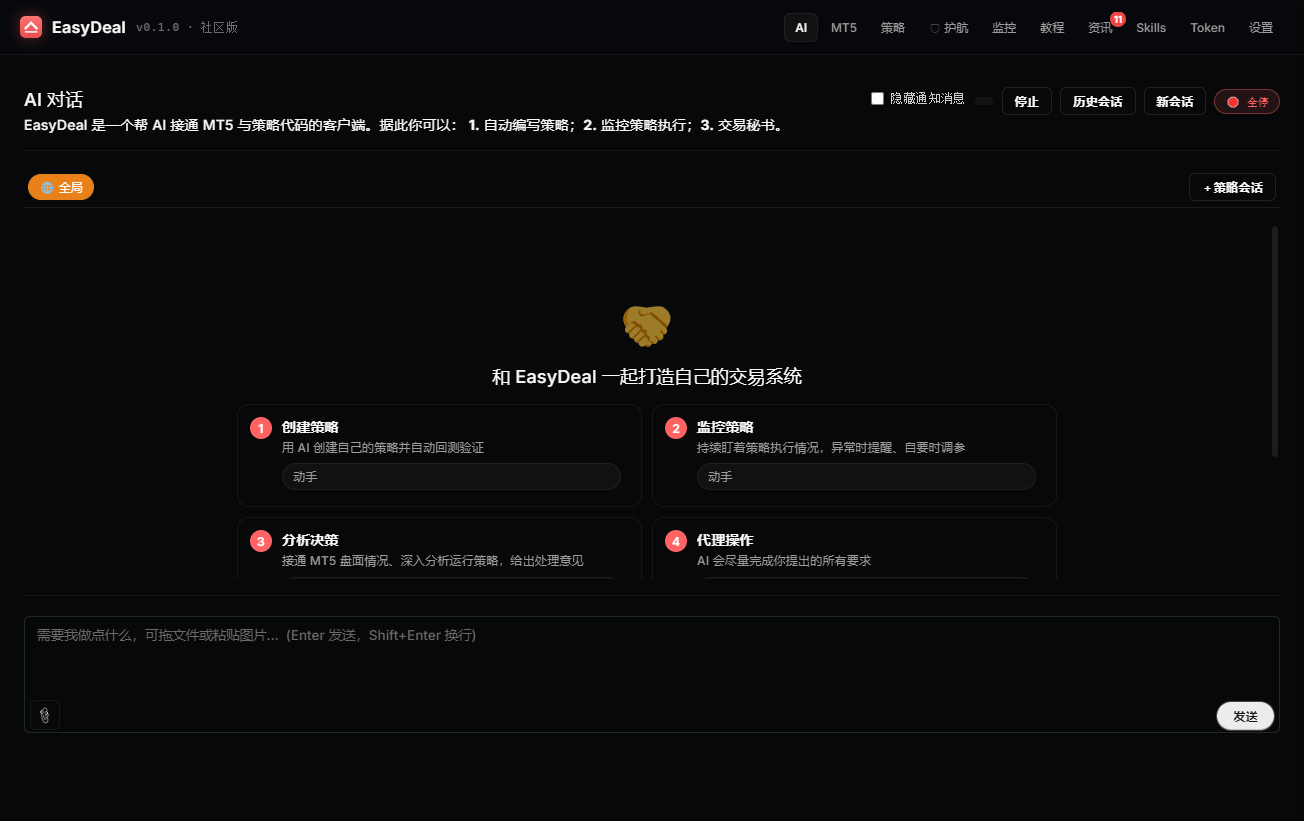 EasyDeal v0.1.0 · 社区版
AI MT5 策略 护航 监控 教程 资讯 11 Skills Token 设置
AI 对话
隐藏通知消息 停止 历史会话 新会话 全停
EasyDeal 是一个帮 AI 接通 MT5 与策略代码的客户端。据此你可以： 1. 自动编写策略；2. 监控策略执行；3. 交易秘书。
全局
+ 策略会话
和 EasyDeal 一起打造自己的交易系统
1 创建策略
用 AI 创建自己的策略并自动回测验证
动手
2 监控策略
持续盯着策略执行情况，异常时提醒、自要时调参
动手
3 分析决策
接通 MT5 盘面情况、深入分析运行策略，给出处理意见
4 代理操作
AI 会尽量完成你提出的所有要求
需要我做点什么，可拖文件或粘贴图片... (Enter 发送，Shift+Enter 换行)
发送